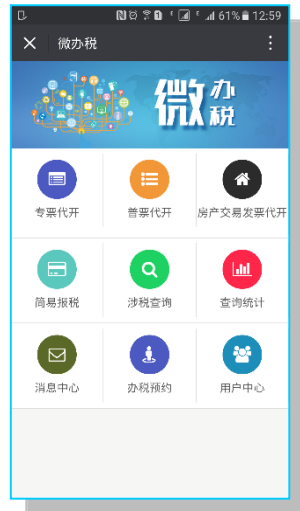 61% 12:59
微办税
微办税
专票代开
普票代开
房产交易发票代开
简易报税
涉税查询
查询统计
消息中心
办税预约
用户中心